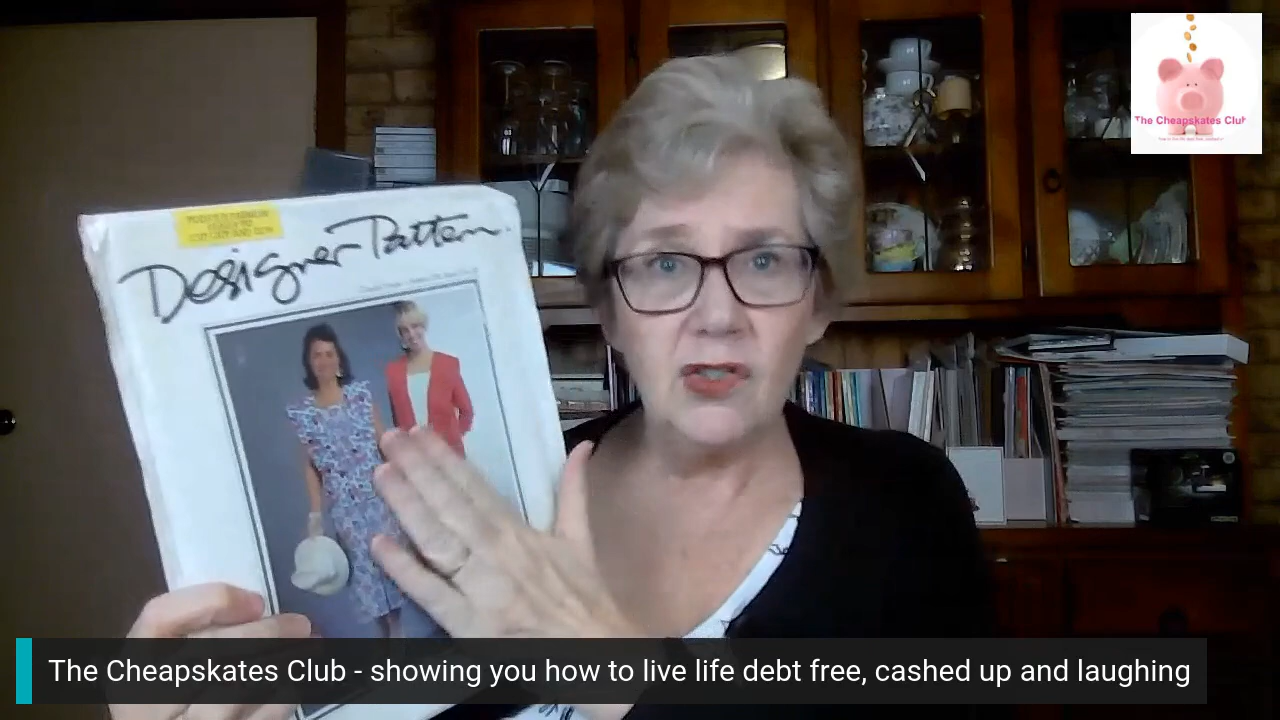 The Cheapskates Club
Designer Pattern
The Cheapskates Club - showing you how to live life debt free, cashed up and laughing